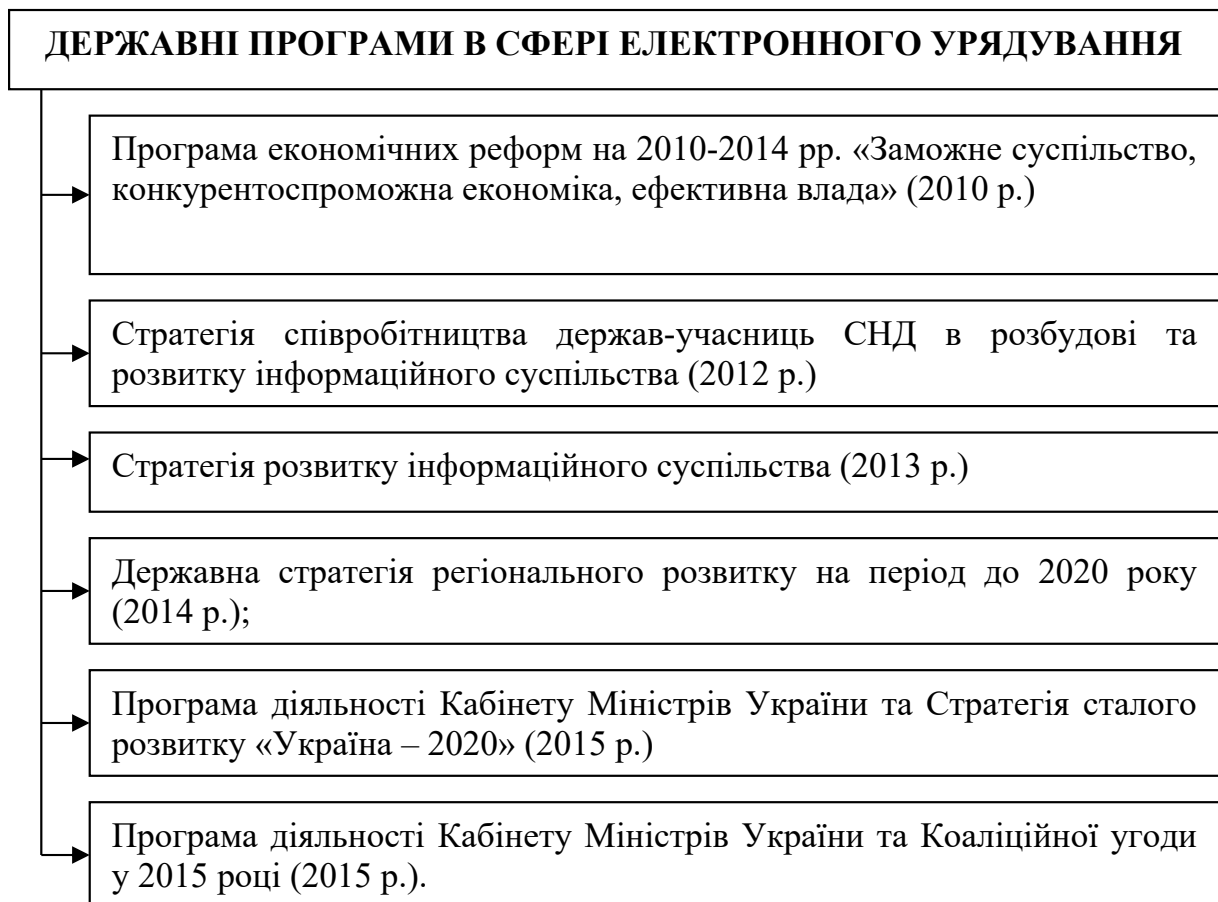 ДЕРЖАВНІ ПРОГРАМИ В СФЕРІ ЕЛЕКТРОННОГО УРЯДУВАННЯ
Програма економічних реформ на 2010-2014 рр. «Заможне суспільство,
конкурентоспроможна економіка, ефективна влада» (2010 р.)
Стратегія співробітництва держав-учасниць СНД в розбудові та
розвитку інформаційного суспільства (2012 р.)
Стратегія розвитку інформаційного суспільства (2013 р.)
Державна стратегія регіонального розвитку на період до 2020 року
(2014 р.);
Програма діяльності Кабінету Міністрів України та Стратегія сталого
розвитку «Україна – 2020» (2015 р.)
Програма діяльності Кабінету Міністрів України та Коаліційної угоди
у 2015 році (2015 р.).